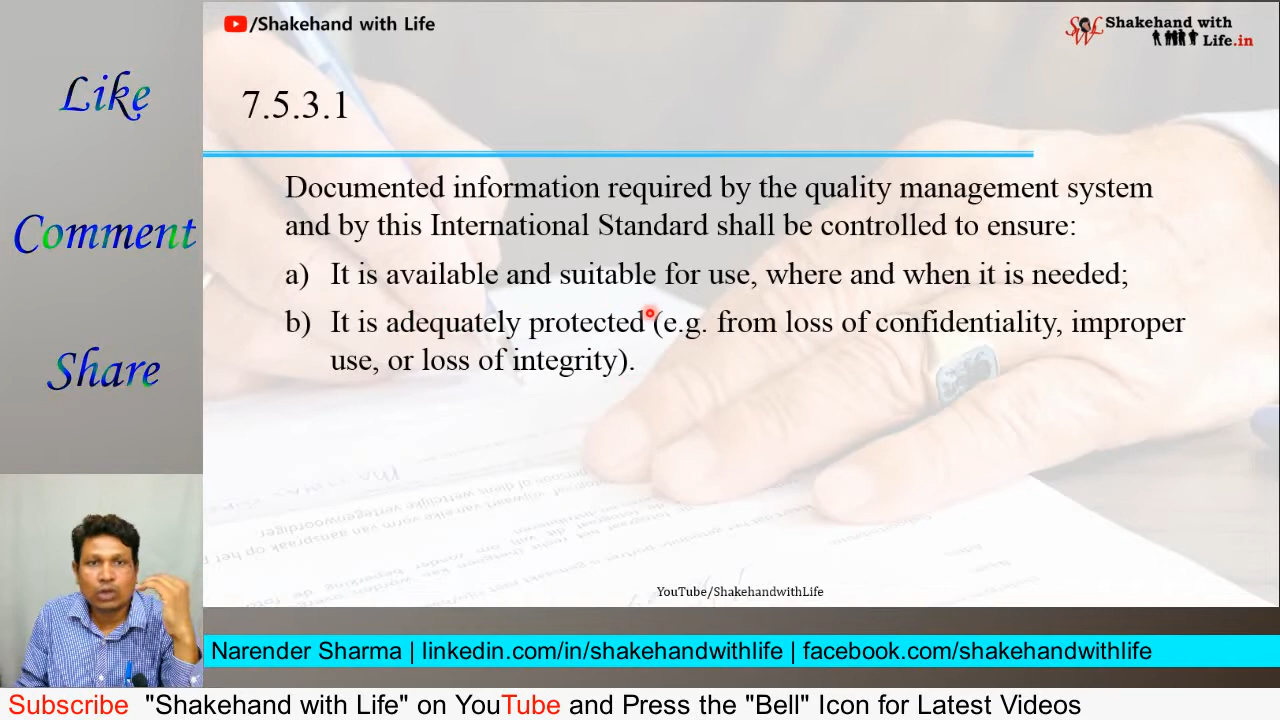 /Shakehand with Life
Shakehand with
Life.in
Like
Comment
Share
7.5.3.1
Documented information required by the quality management system
and by this International Standard shall be controlled to ensure:
a) It is available and suitable for use, where and when it is needed;
b) It is adequately protected (e.g. from loss of confidentiality, improper
use, or loss of integrity).
YouTube/ShakehandwithLife
Narender Sharma | linkedin.com/in/shakehandwithlife | facebook.com/shakehandwithlife
Subscribe "Shakehand with Life" on YouTube and Press the "Bell" Icon for Latest Videos